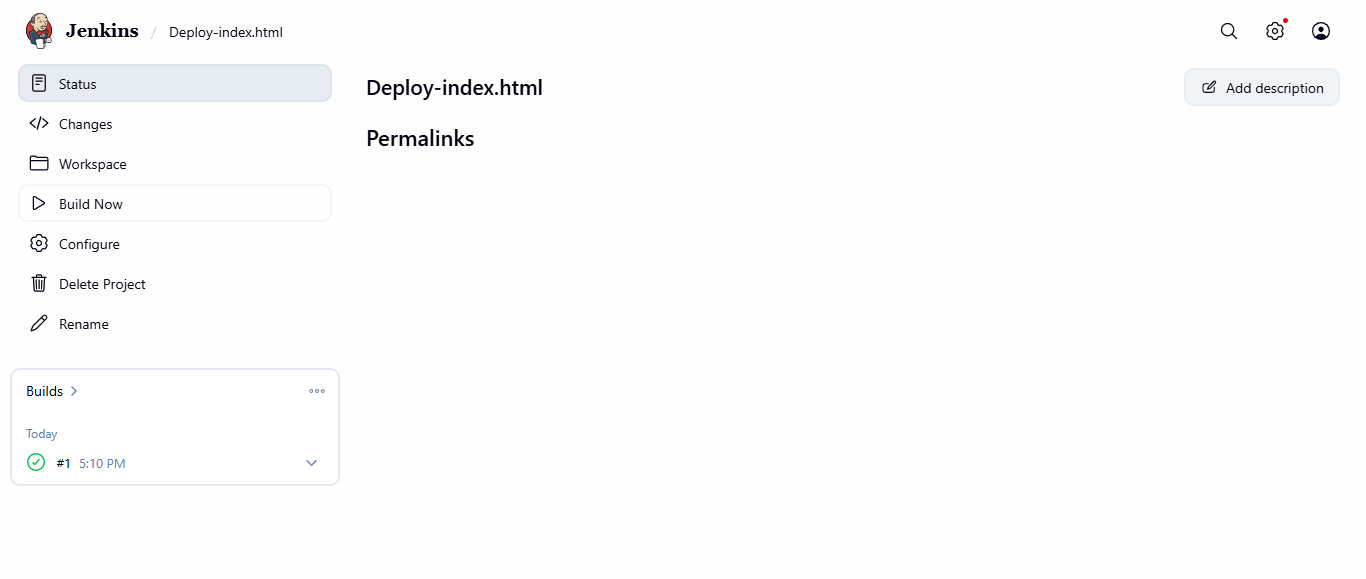 Jenkins / Deploy-index.html
Status
Changes
Workspace
Build Now
Configure
Delete Project
Rename
Builds
Today
#1 5:10 PM
Deploy-index.html
Add description
Permalinks